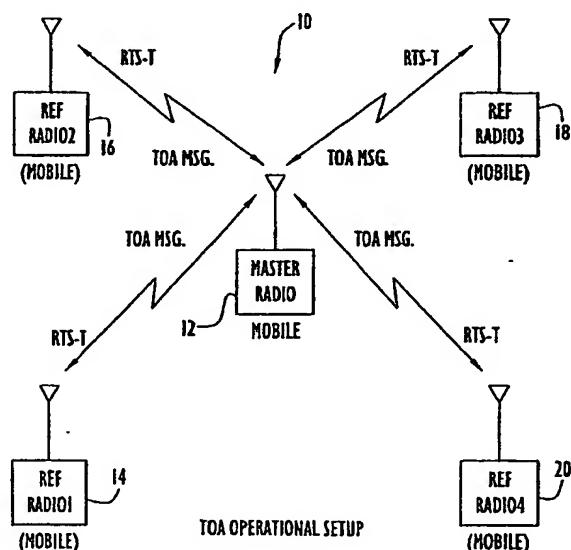 10
RTS-T
RTS-T
REF
RADIO2
16
(MOBILE)
REF
RADIO3
18
(MOBILE)
TOA MSG.
TOA MSG.
TOA MSG.
TOA MSG.
MASTER
RADIO
12
MOBILE
RTS-T
RTS-T
REF
RADIO1
14
(MOBILE)
REF
RADIO4
20
(MOBILE)
TOA OPERATIONAL SETUP